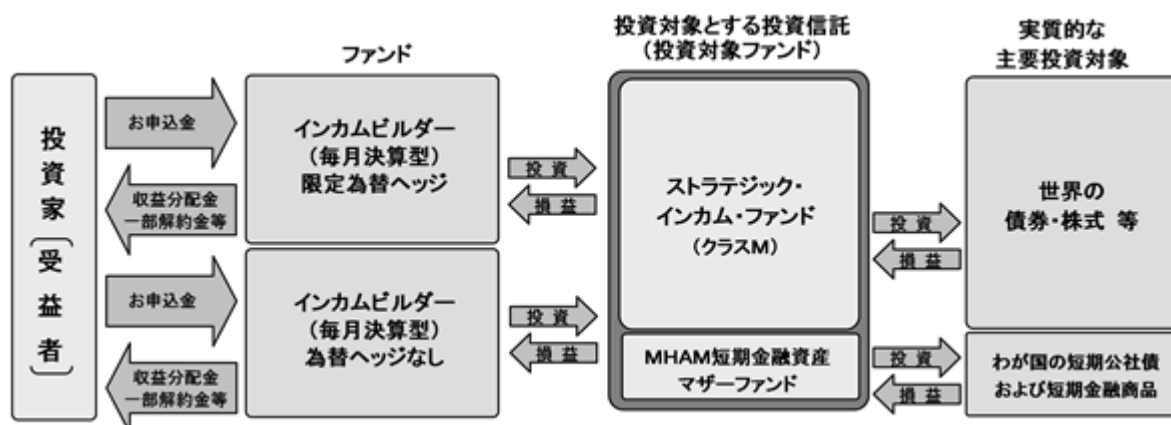 ファンド
投資対象とする投資信託
(投資対象ファンド)
実質的な
主要投資対象
投資家(受益者)
お申込金
収益分配金
一部解約金等
お申込金
収益分配金
一部解約金等
インカムビルダー
(毎月決算型)
限定為替ヘッジ
インカムビルダー
(毎月決算型)
為替ヘッジなし
投資
損益
投資
損益
ストラテジック・
インカム・ファンド
(クラスM)
MHAM短期金融資産
マザーファンド
投資
損益
投資
損益
世界の
債券・株式 等
わが国の短期公社債
および短期金融商品